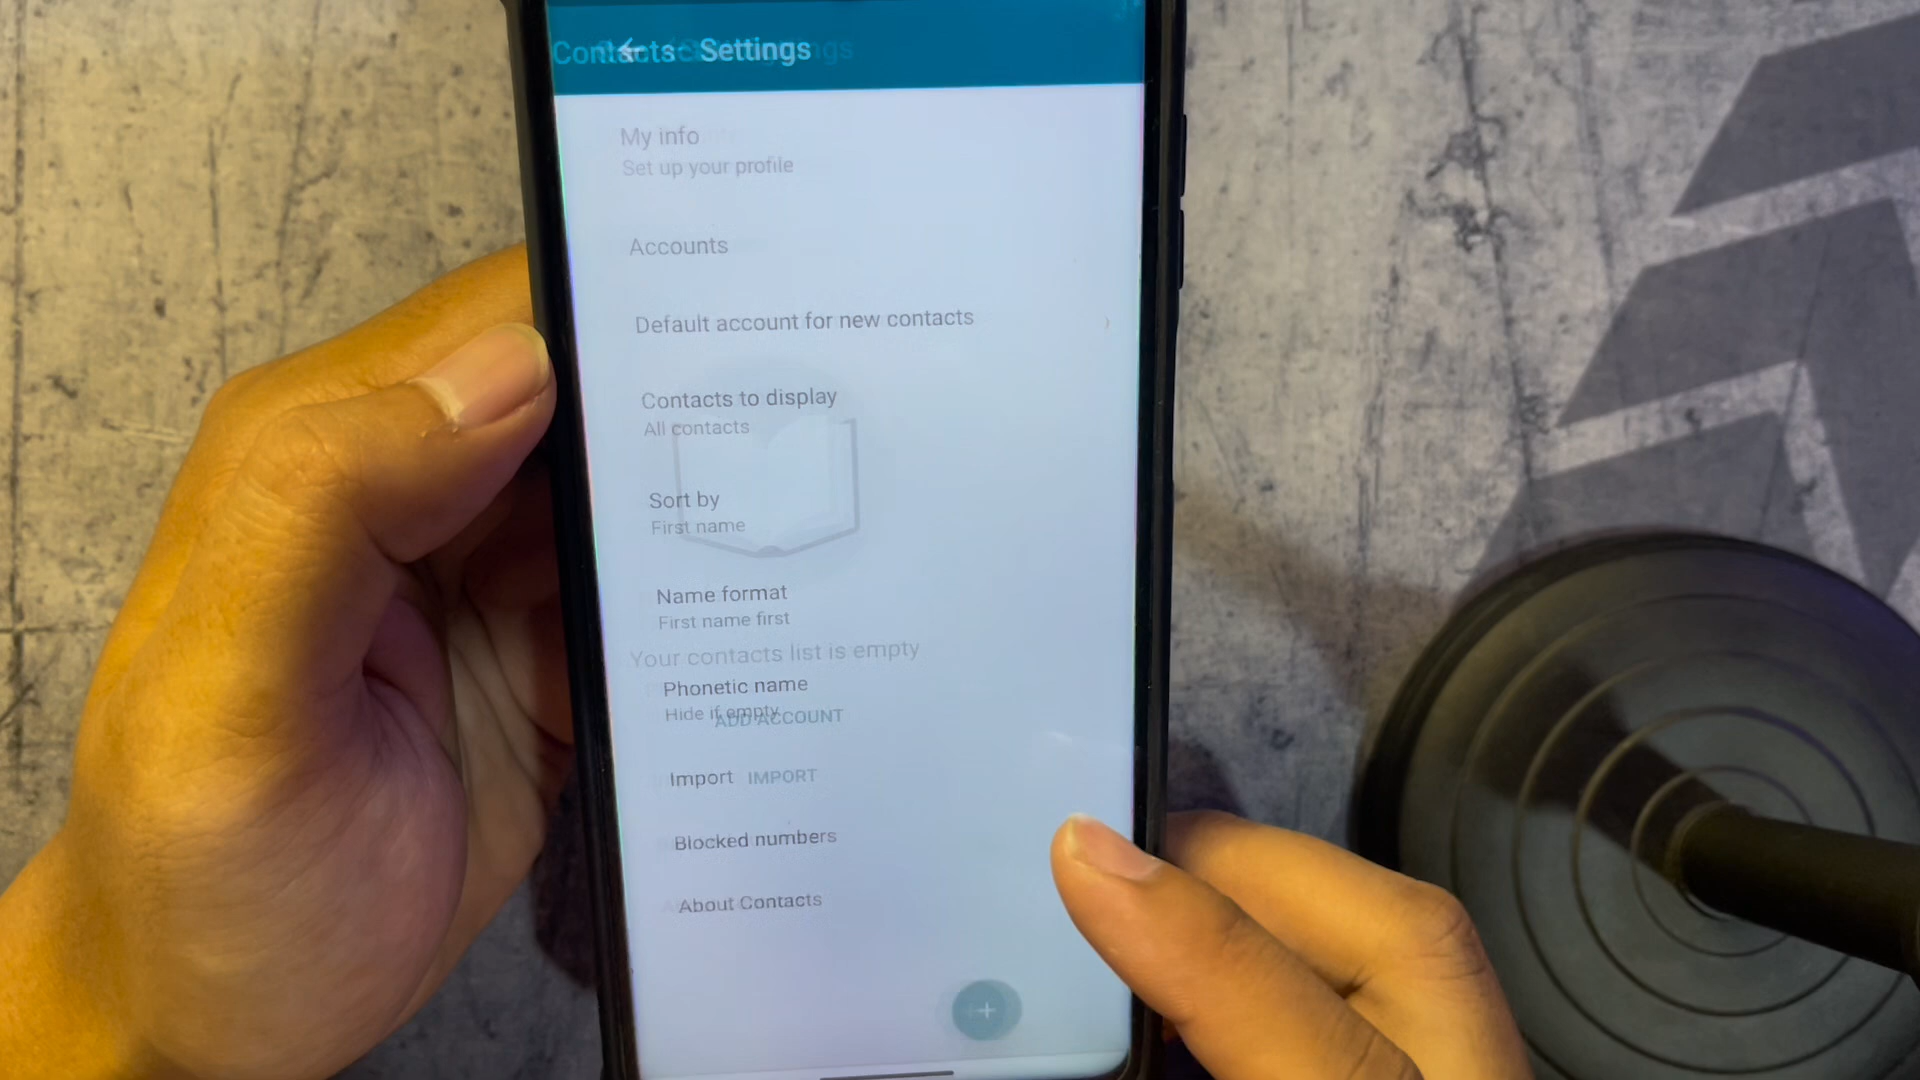 Contacts
Settings
My info
Set up your profile
Accounts
Default account for new contacts
Contacts to display
All contacts
Sort by
First name
Name format
First name first
Your contacts list is empty
Phonetic name
Hide if empty
ADD ACCOUNT
Import
IMPORT
Blocked numbers
About Contacts